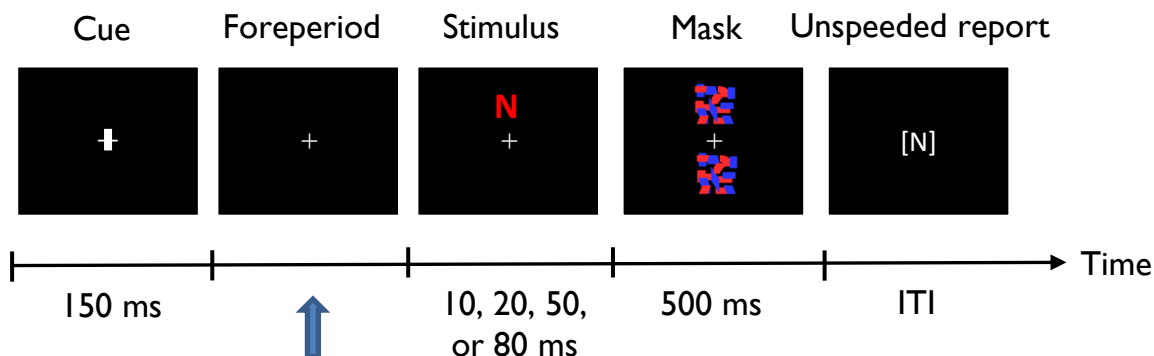 Cue Foreperiod Stimulus Mask Unspeeded report
N
[N]
Time
150 ms 10, 20, 50, 500 ms ITI
or 80 ms